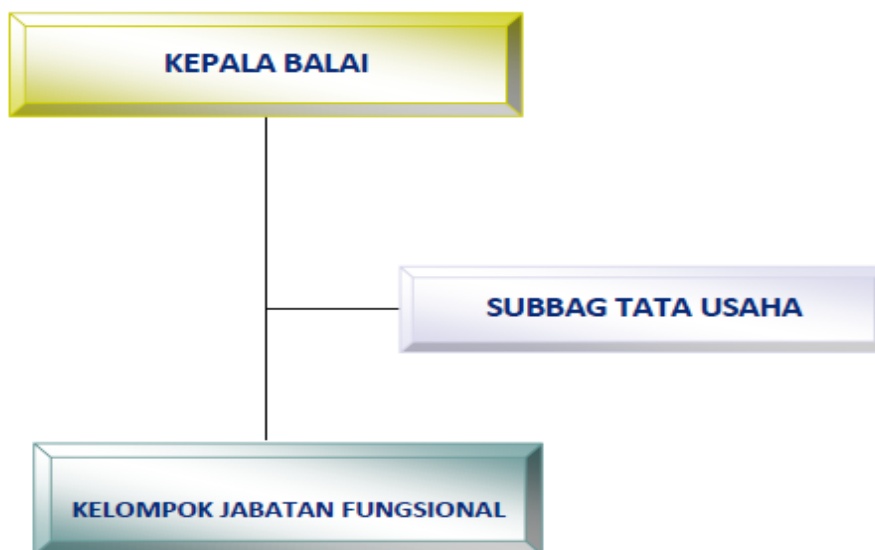 KEPALA BALAI
SUBBAG TATA USAHA
KELOMPOK JABATAN FUNGSIONAL